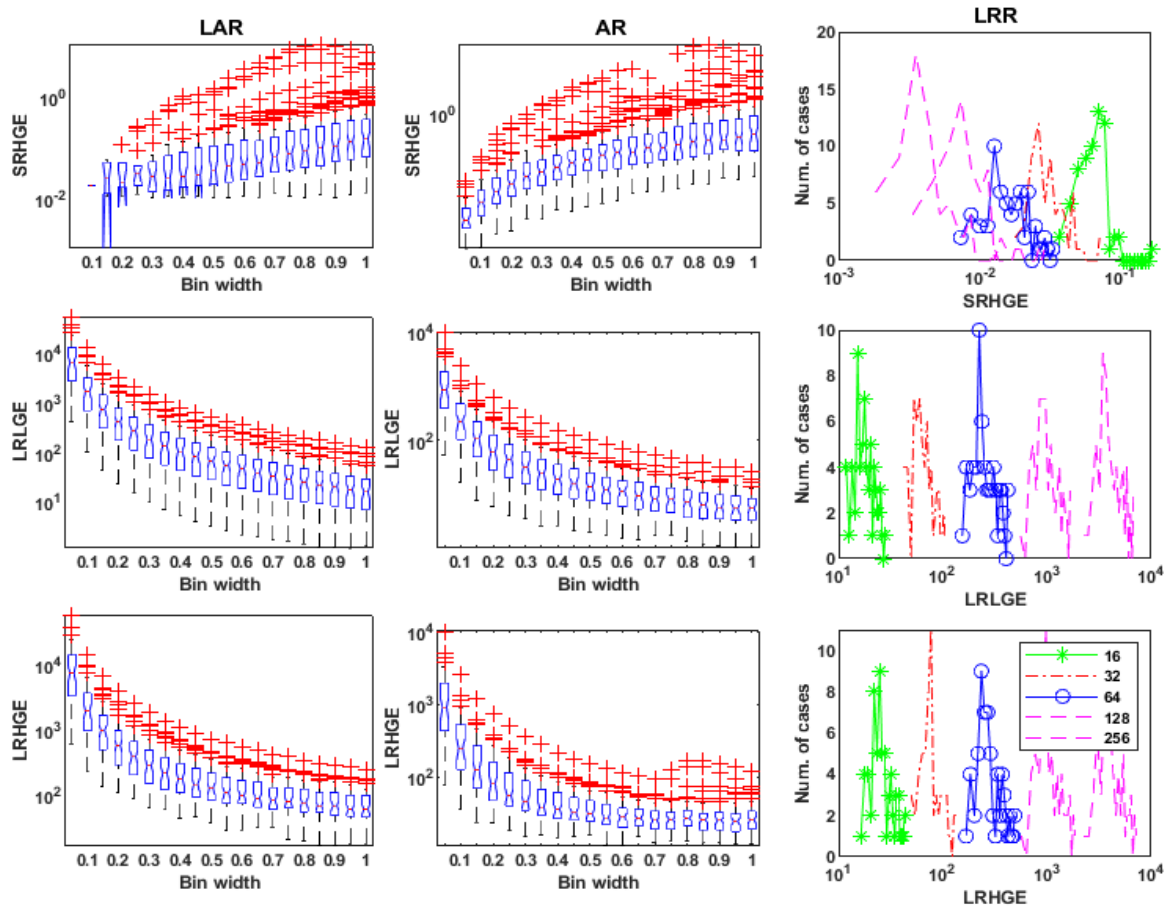 LAR
SRHGE
10^0
10^-2
0.1 0.2 0.3 0.4 0.5 0.6 0.7 0.8 0.9 1
Bin width
AR
SRHGE
10^0
0.1 0.2 0.3 0.4 0.5 0.6 0.7 0.8 0.9 1
Bin width
LRR
Num. of cases
20
15
10
5
0
10^-3 10^-2 10^-1
SRHGE
LRLGE
10^4
10^3
10^2
10^1
0.1 0.2 0.3 0.4 0.5 0.6 0.7 0.8 0.9 1
Bin width
LRLGE
10^4
10^2
0.1 0.2 0.3 0.4 0.5 0.6 0.7 0.8 0.9 1
Bin width
Num. of cases
10
8
6
4
2
0
10^1 10^2 10^3 10^4
LRLGE
LRHGE
10^4
10^3
10^2
0.1 0.2 0.3 0.4 0.5 0.6 0.7 0.8 0.9 1
Bin width
LRHGE
10^4
10^2
0.1 0.2 0.3 0.4 0.5 0.6 0.7 0.8 0.9 1
Bin width
Num. of cases
10
8
6
4
2
0
10^1 10^2 10^3 10^4
LRHGE
16
32
64
128
256